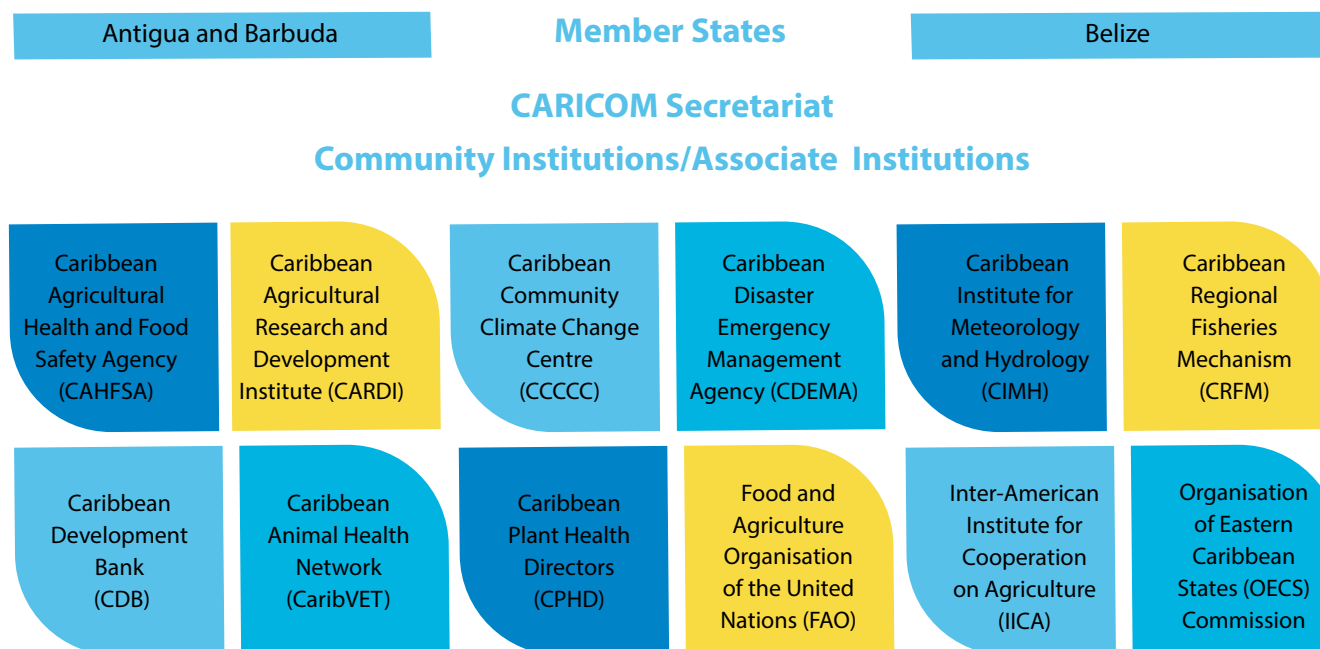 Antigua and Barbuda
Member States
Belize
CARICOM Secretariat
Community Institutions/Associate Institutions
Caribbean
Agricultural
Health and Food
Safety Agency
(CAHFSA)
Caribbean
Agricultural
Research and
Development
Institute (CARDI)
Caribbean
Community
Climate Change
Centre
(CCCCC)
Caribbean
Disaster
Emergency
Management
Agency (CDEMA)
Caribbean
Institute for
Meteorology
and Hydrology
(CIMH)
Caribbean
Regional
Fisheries
Mechanism
(CRFM)
Caribbean
Development
Bank
(CDB)
Caribbean
Animal Health
Network
(CaribVET)
Caribbean
Plant Health
Directors
(CPHD)
Food and
Agriculture
Organisation
of the United
Nations (FAO)
Inter-American
Institute for
Cooperation
on Agriculture
(IICA)
Organisation
of Eastern
Caribbean
States (OECS)
Commission